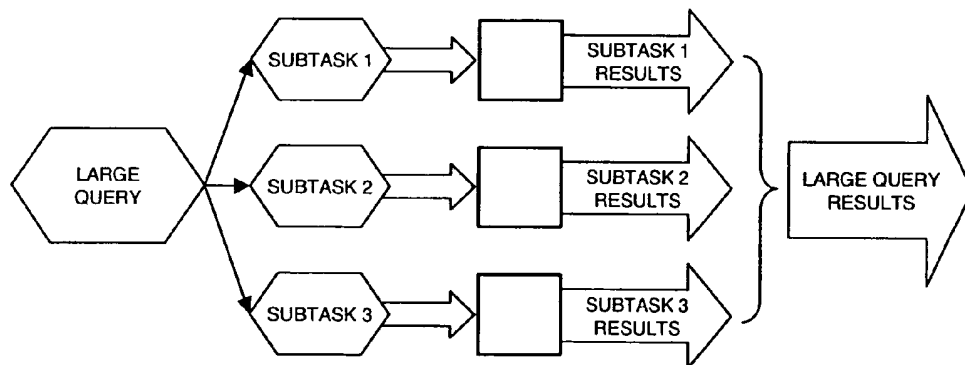 LARGE
QUERY
SUBTASK 1
SUBTASK 1
RESULTS
SUBTASK 2
SUBTASK 2
RESULTS
SUBTASK 3
SUBTASK 3
RESULTS
LARGE QUERY
RESULTS